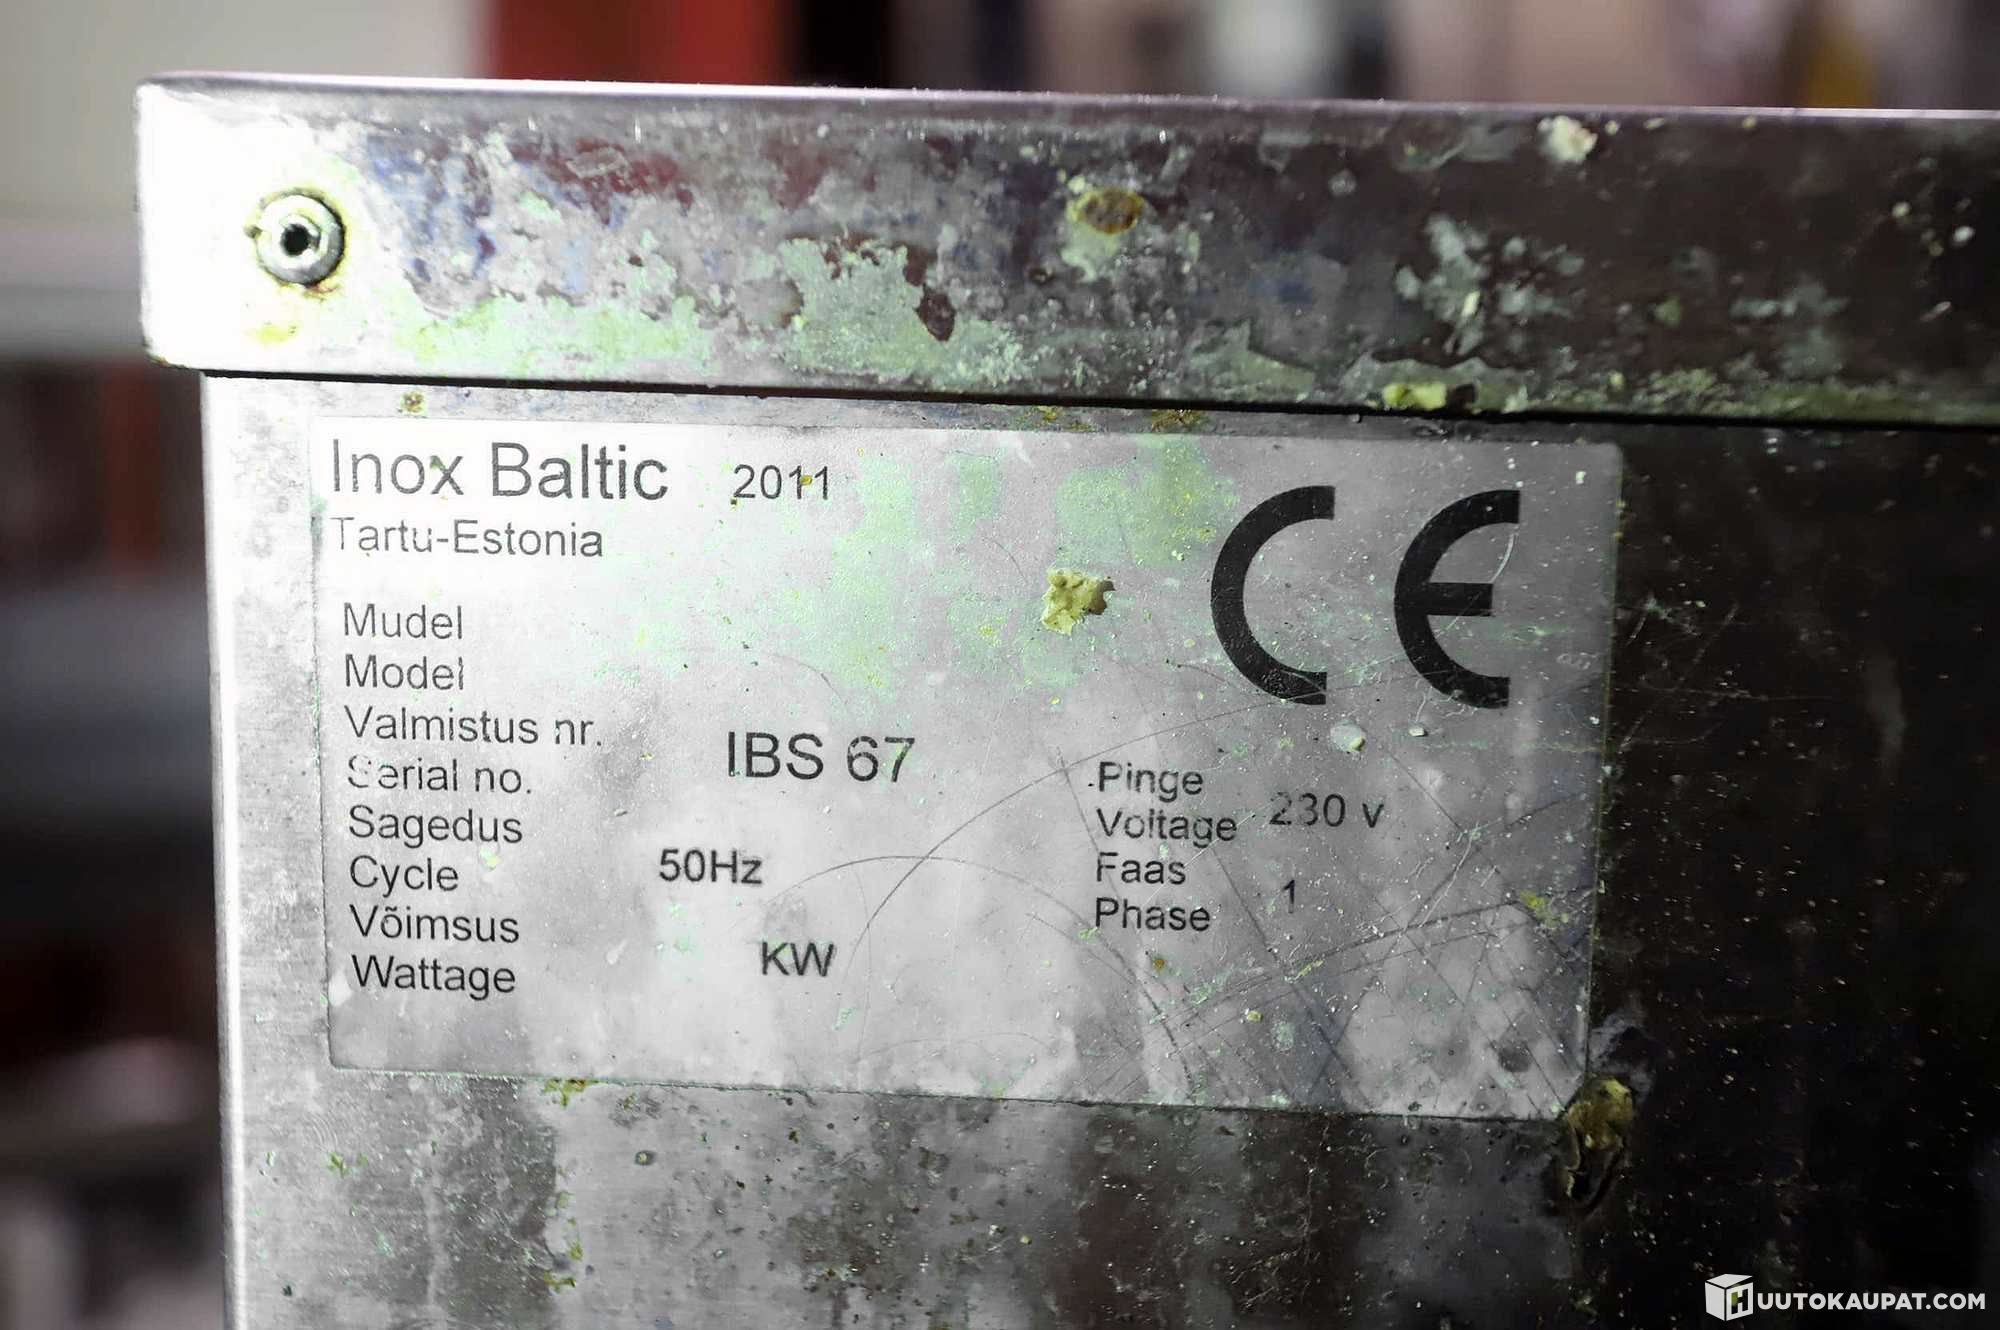 Inox Baltic 2011
Tartu-Estonia
CE
Mudel
Model
Valmistus nr.
Serial no. IBS 67
Sagedus
Cycle 50Hz
Võimsus
Wattage KW
Pinge
Voltage 230 v
Faas
Phase 1
HUUTOKAUPAT.COM